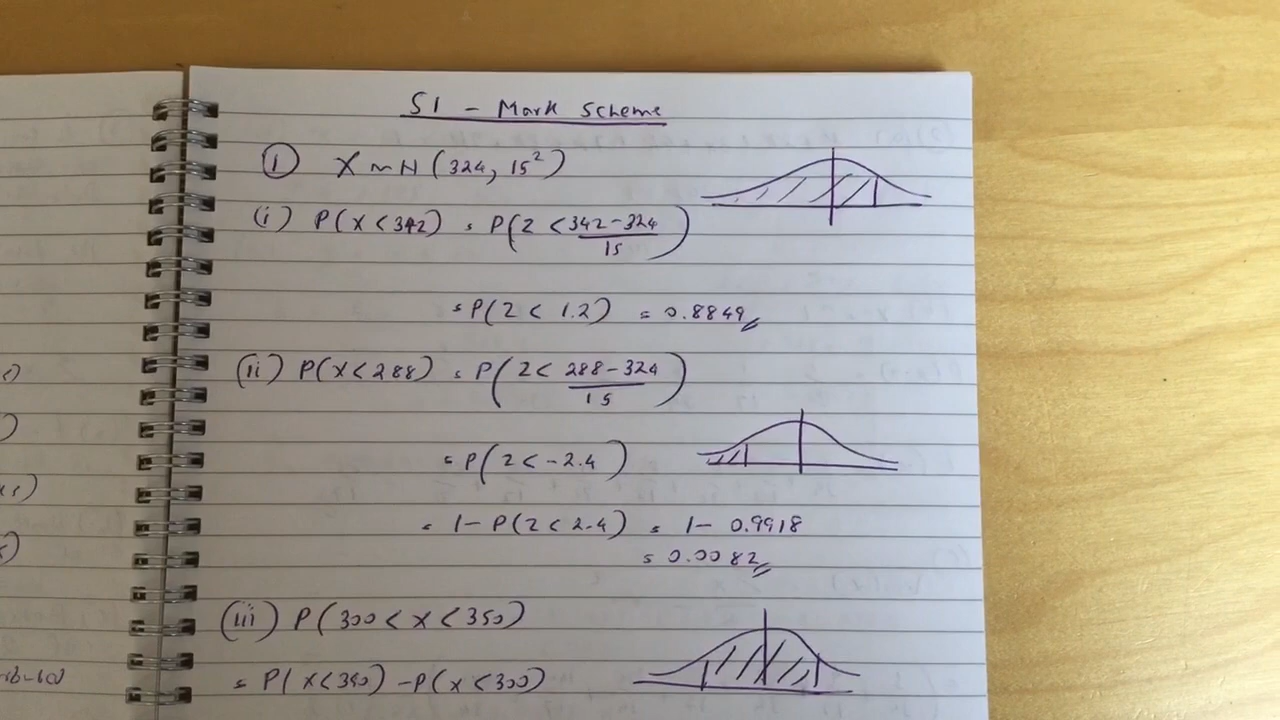 S1 - Mark Scheme
① X~N(324, 15²)
(i) P(X<342) = P(Z < 342-324 / 15)
= P(Z < 1.2) = 0.8849
(ii) P(X<288) = P(Z < 288-324 / 15)
= P(Z < -2.4)
= 1- P(Z<2.4) = 1- 0.9918
= 0.0082
(iii) P(300< X <350)
= P(X<350) - P(X<300)